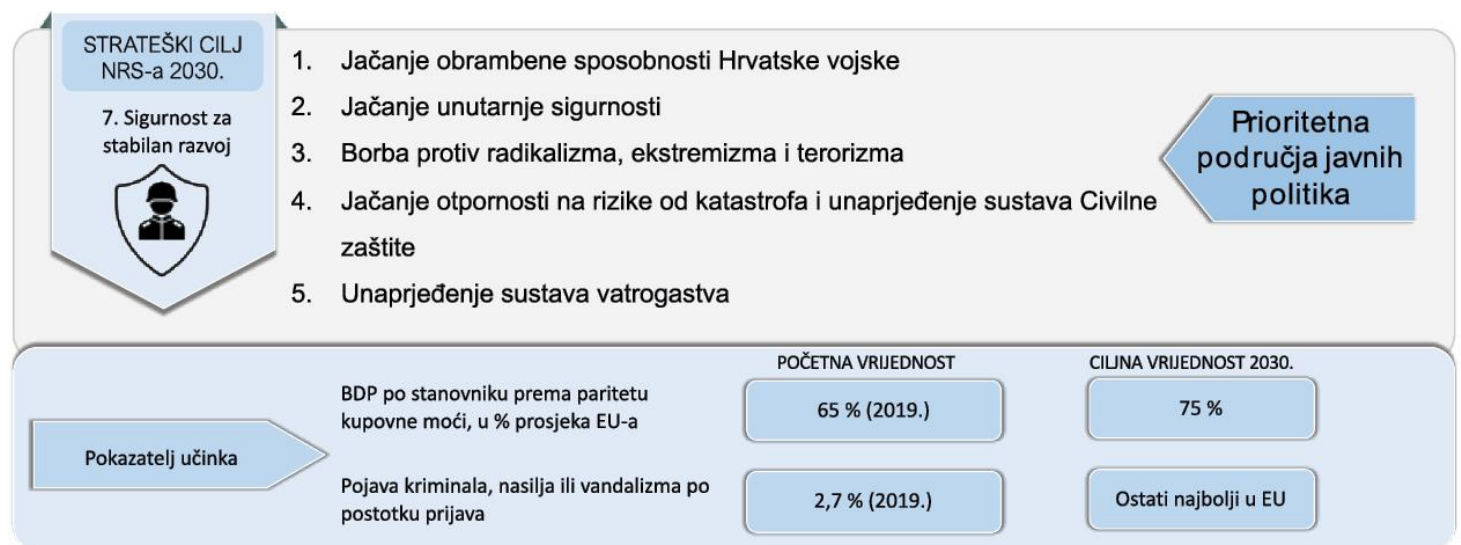 STRATEŠKI CILJ
NRS-a 2030.
7. Sigurnost za
stabilan razvoj
1. Jačanje obrambene sposobnosti Hrvatske vojske
2. Jačanje unutarnje sigurnosti
3. Borba protiv radikalizma, ekstremizma i terorizma
4. Jačanje otpornosti na rizike od katastrofa i unaprjeđenje sustava Civilne
zaštite
5. Unaprjeđenje sustava vatrogastva
Prioritetna
područja javnih
politika
POČETNA VRIJEDNOST
CILJNA VRIJEDNOST 2030.
Pokazatelj učinka
BDP po stanovniku prema paritetu
kupovne moći, u % prosjeka EU-a
65 % (2019.)
75 %
Pojava kriminala, nasilja ili vandalizma po
postotku prijava
2,7 % (2019.)
Ostati najbolji u EU